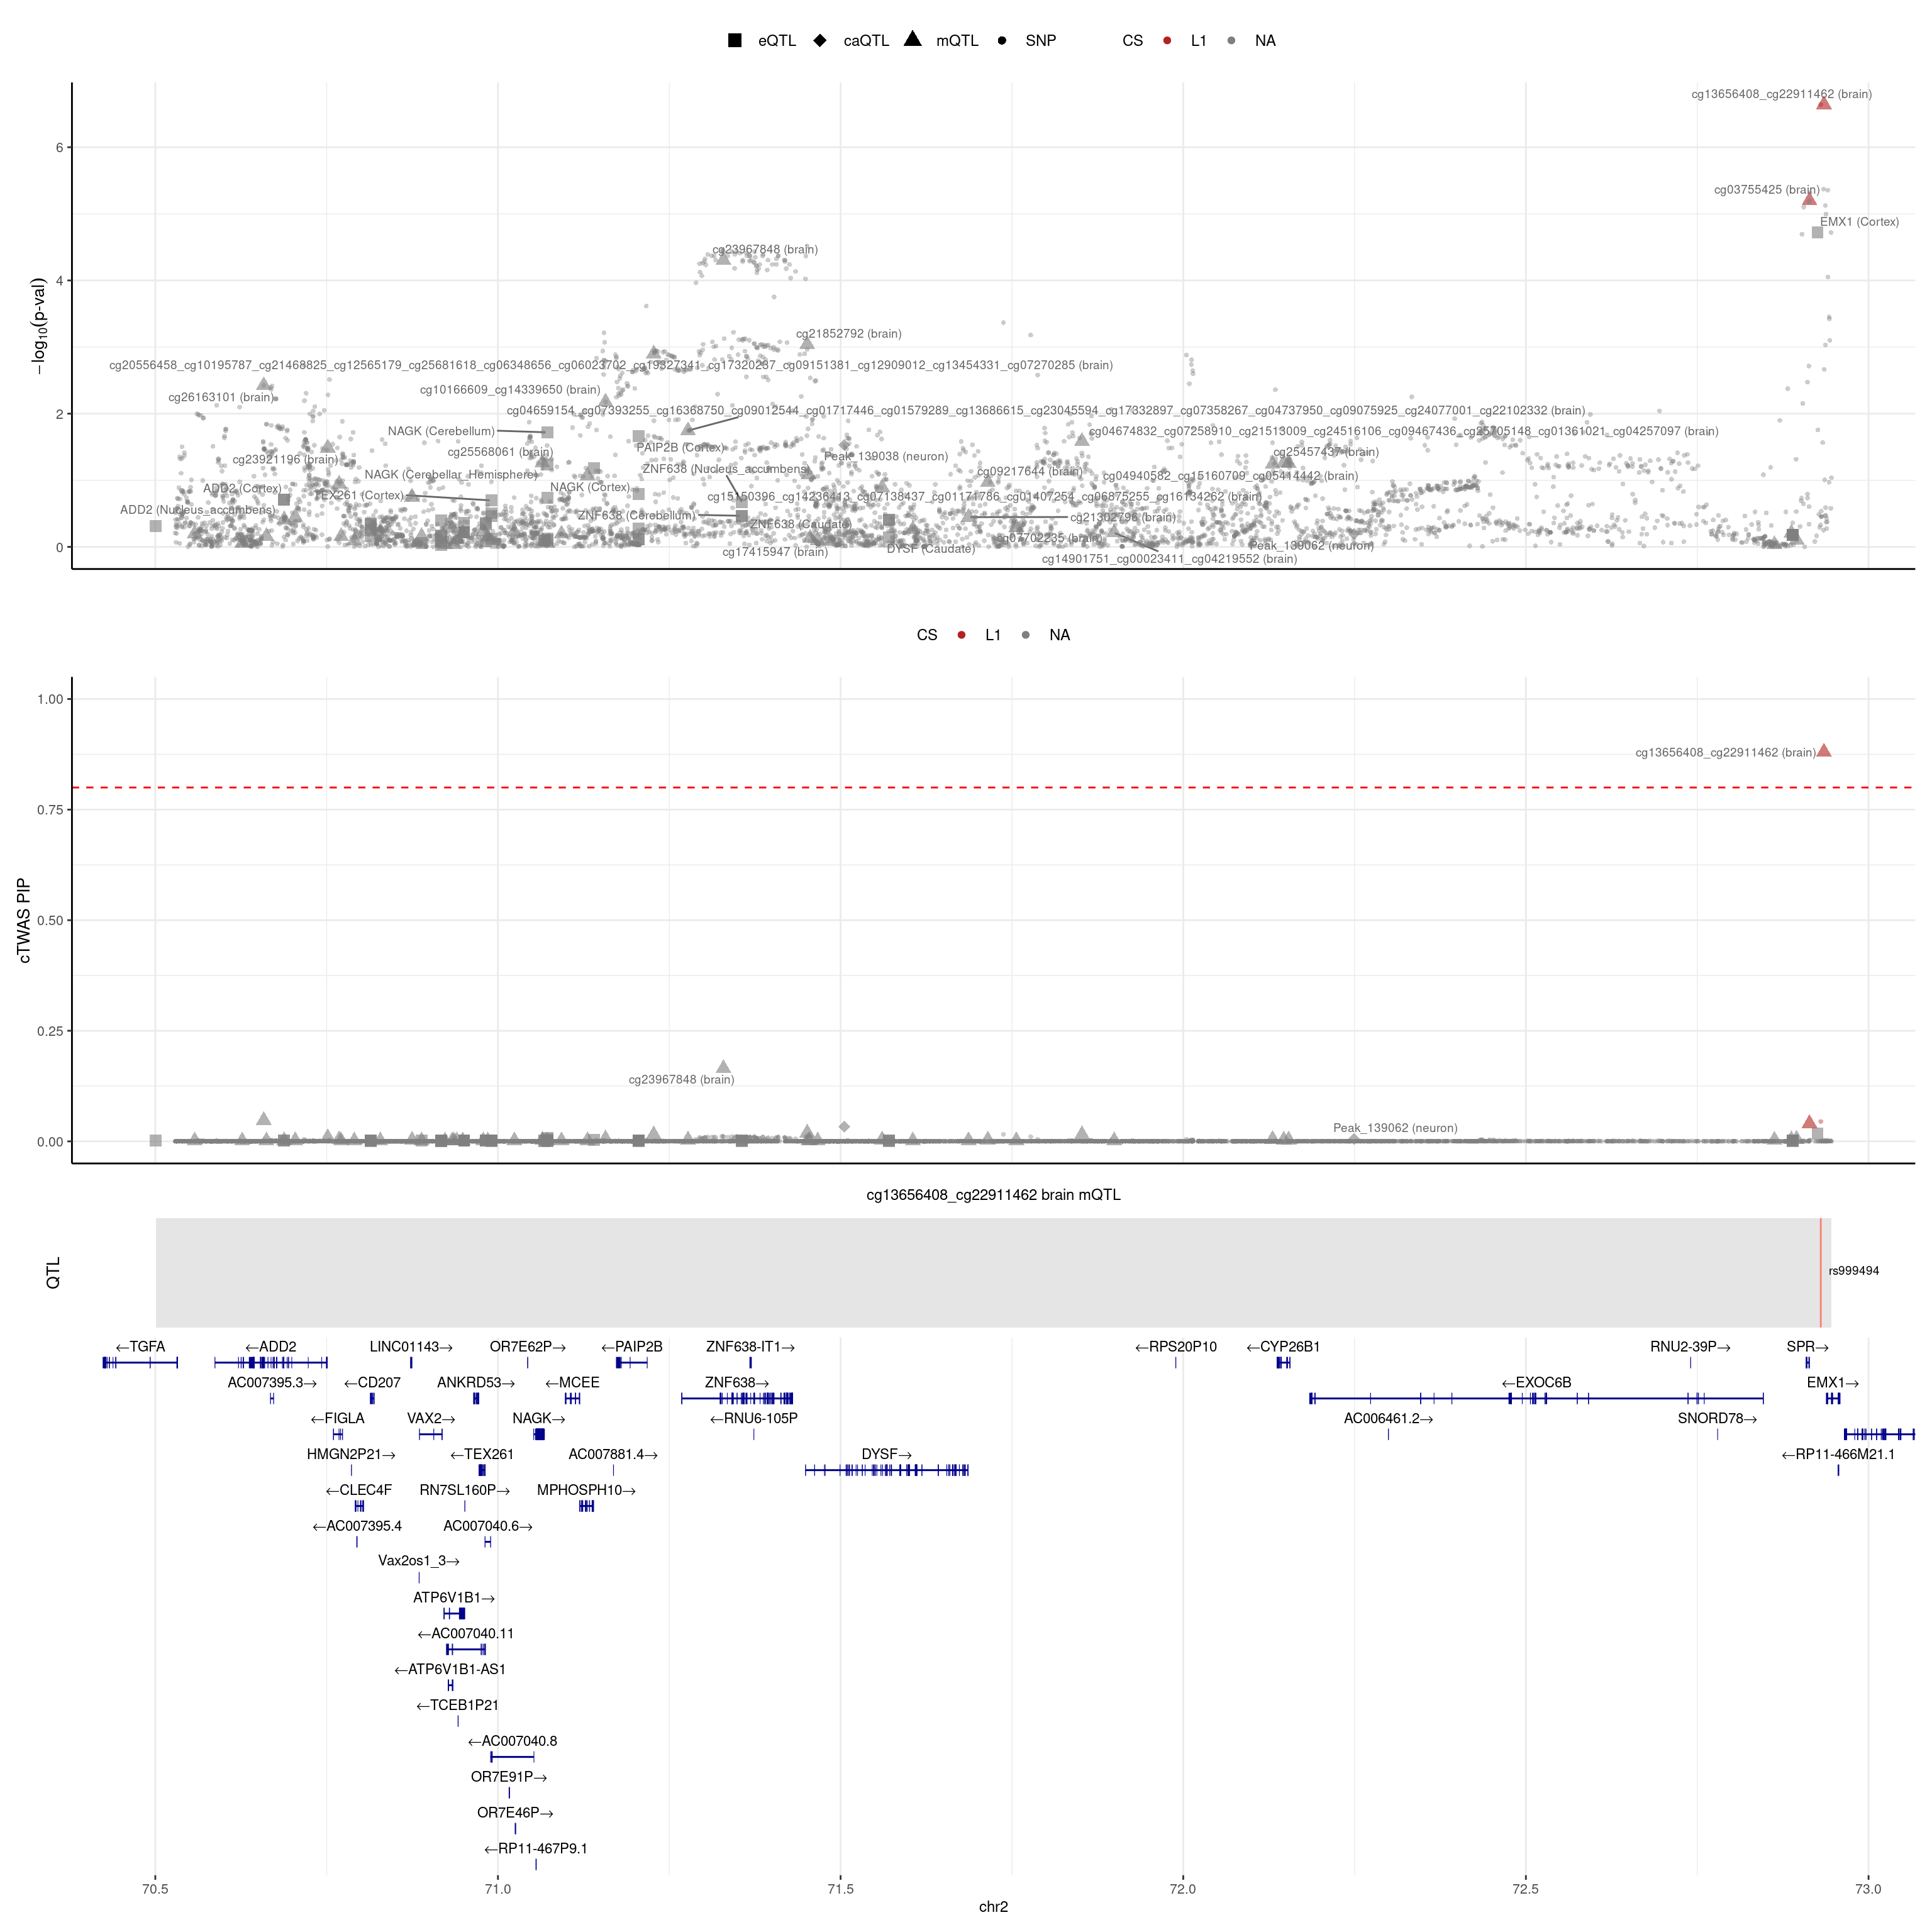 eQTL caQTL mQTL SNP CS L1 NA
cg13656408_cg22911462 (brain)
6
cg03755425 (brain)
EMX1 (Cortex)
4
cg23967848 (brain)
−log10(p-val)
cg21852792 (brain)
cg20556458_cg10195787_cg21468825_cg12565179_cg25681618_cg06348656_cg06023702_cg19327341_cg17320237_cg09151381_cg12909012_cg13454331_cg07270285 (brain)
cg10166609_cg14339650 (brain)
cg26163101 (brain)
2
cg04659154_cg07393255_cg16368750_cg09012544_cg01717446_cg01579289_cg13686615_cg23045594_cg17332897_cg07358267_cg04737950_cg09075925_cg24077001_cg22102332 (brain)
NAGK (Cerebellum)
cg04674832_cg07258910_cg21513009_cg24516106_cg09467436_cg25705148_cg01361021_cg04257097 (brain)
PAIP2B (Cortex)
cg25568061 (brain)
cg25457437 (brain)
Peak_139038 (neuron)
cg23921196 (brain)
ZNF638 (Nucleus_accumbens)
cg09217644 (brain)
NAGK (Cerebellar_Hemisphere)
cg04940582_cg15160709_cg05414442 (brain)
ADD2 (Cortex)
NAGK (Cortex)
TEX261 (Cortex)
cg15150396_cg14236413_cg07138437_cg01171786_cg01407254_cg06875255_cg16134262 (brain)
ADD2 (Nucleus_accumbens)
ZNF638 (Cerebellum)
cg21302796 (brain)
ZNF638 (Caudate)
cg07702235 (brain)
0
DYSF (Caudate)
Peak_139062 (neuron)
cg17415947 (brain)
cg14901751_cg00023411_cg04219552 (brain)
CS L1 NA
1.00
cg13656408_cg22911462 (brain)
0.75
cTWAS PIP
0.50
0.25
cg23967848 (brain)
Peak_139062 (neuron)
0.00
cg13656408_cg22911462 brain mQTL
QTL
rs999494
←TGFA ←ADD2 LINC01143→ OR7E62P→ ←PAIP2B ZNF638-IT1→ ←RPS20P10 ←CYP26B1 RNU2-39P→ SPR→
AC007395.3→ ←CD207 ANKRD53→ ←MCEE ZNF638→ ←EXOC6B EMX1→
←FIGLA VAX2→ NAGK→ ←RNU6-105P AC006461.2→ SNORD78→
HMGN2P21→ ←TEX261 AC007881.4→ DYSF→ ←RP11-466M21.1
←CLEC4F RN7SL160P→ MPHOSPH10→
←AC007395.4 AC007040.6→
Vax2os1_3→
ATP6V1B1→
←AC007040.11
←ATP6V1B1-AS1
←TCEB1P21
←AC007040.8
OR7E91P→
OR7E46P→
←RP11-467P9.1
70.5 71.0 71.5 72.0 72.5 73.0
chr2